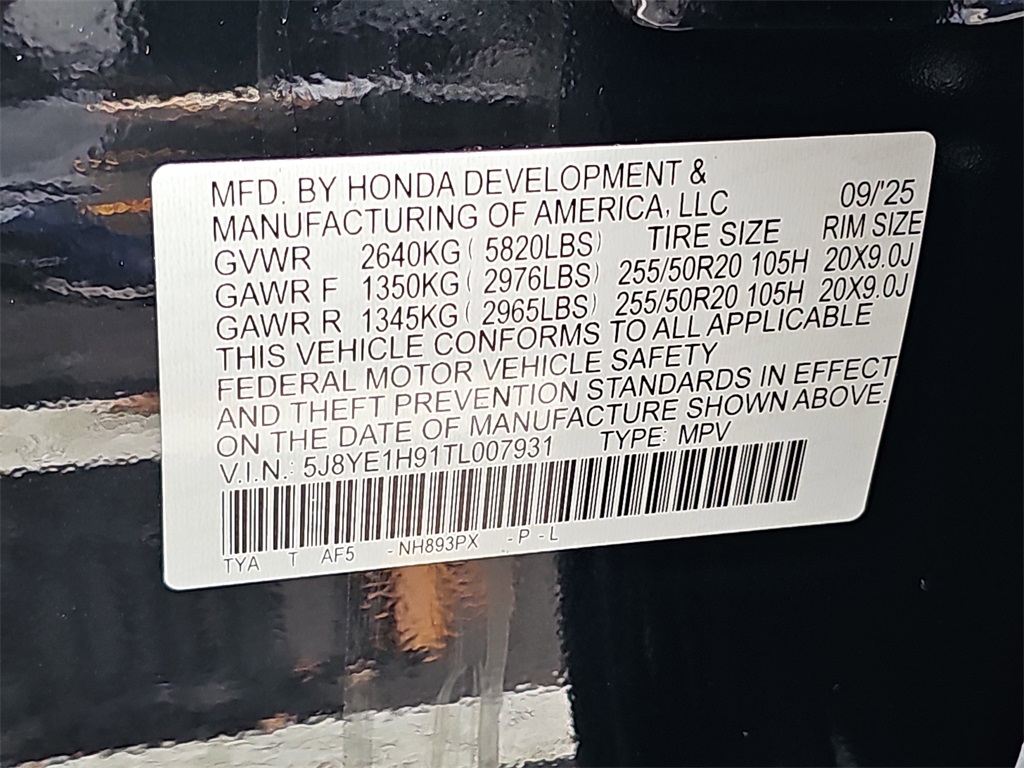 MFD. BY HONDA DEVELOPMENT &
MANUFACTURING OF AMERICA, LLC 09/'25
GVWR 2640KG ( 5820LBS) TIRE SIZE RIM SIZE
GAWR F 1350KG ( 2976LBS) 255/50R20 105H 20X9.0J
GAWR R 1345KG ( 2965LBS) 255/50R20 105H 20X9.0J
THIS VEHICLE CONFORMS TO ALL APPLICABLE
FEDERAL MOTOR VEHICLE SAFETY
AND THEFT PREVENTION STANDARDS IN EFFECT
ON THE DATE OF MANUFACTURE SHOWN ABOVE.
V.I.N.: 5J8YE1H91TL007931 TYPE: MPV
TYA T AF5 -NH893PX -P -L